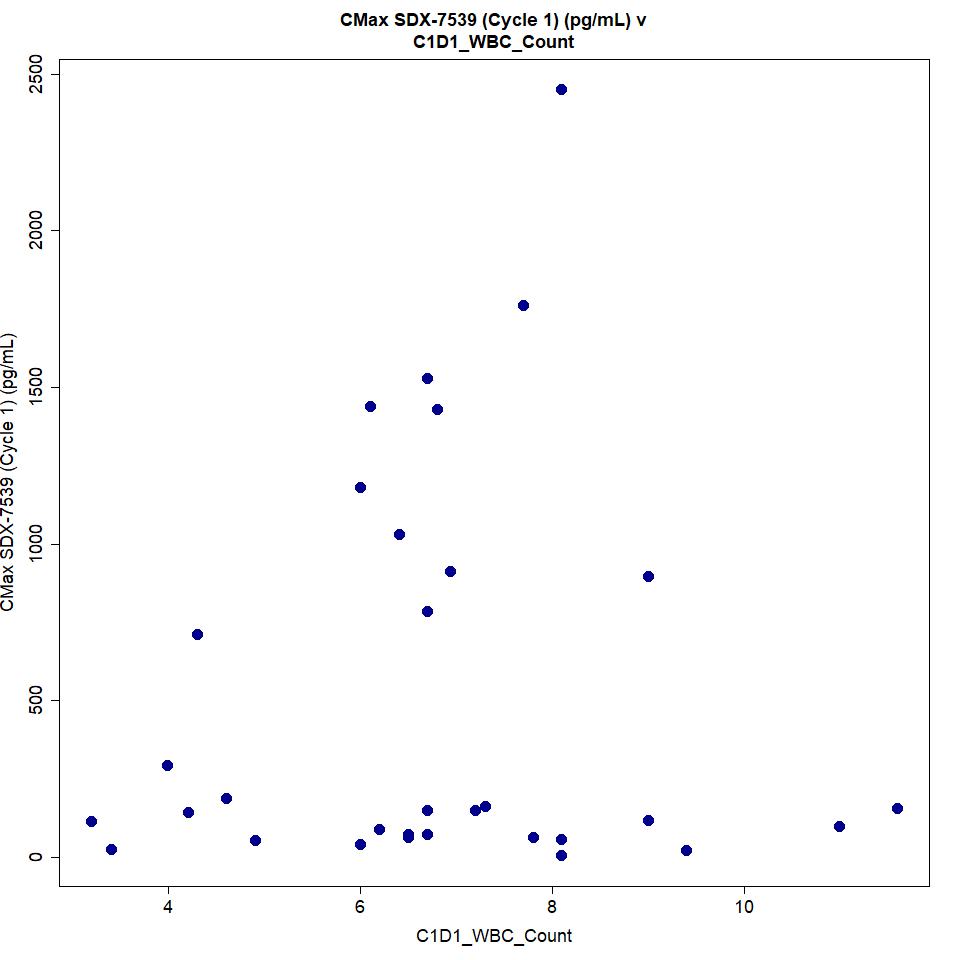 CMax SDX-7539 (Cycle 1) (pg/mL) v
C1D1_WBC_Count
CMax SDX-7539 (Cycle 1) (pg/mL)
2500
2000
1500
1000
500
0
4 6 8 10
C1D1_WBC_Count